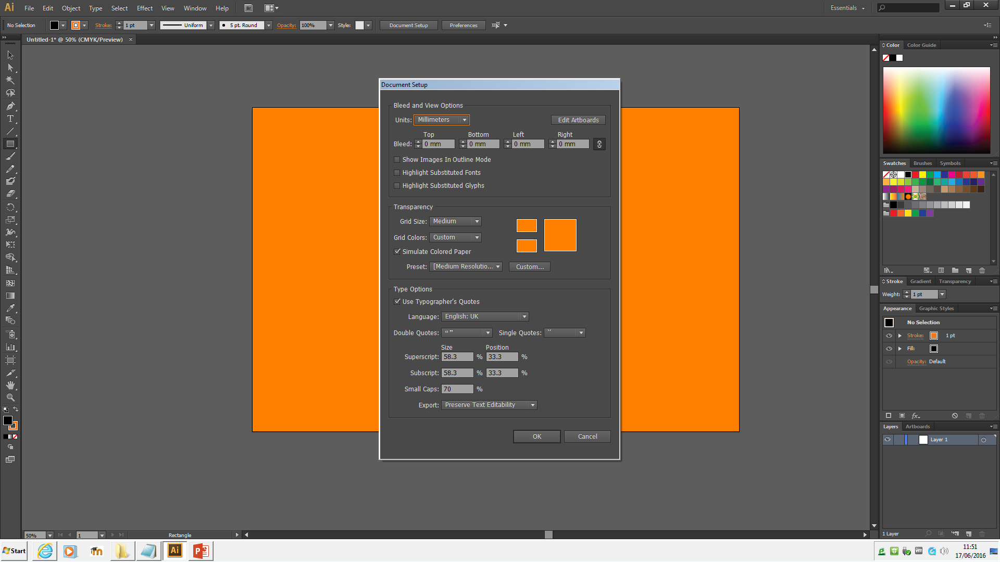 Ai File Edit Object Type Select Effect View Window Help Br Essentials
No Selection Stroke: 1 pt Uniform 5 pt. Round Opacity: 100% Style: Document Setup Preferences
Untitled-1* @ 50% (CMYK/Preview) ×
Color Color Guide
Document Setup
Bleed and View Options
Units: Millimeters Edit Artboards
Top Bottom Left Right
Bleed: 0 mm 0 mm 0 mm 0 mm
Show Images In Outline Mode
Highlight Substituted Fonts
Highlight Substituted Glyphs
Transparency
Grid Size: Medium
Grid Colors: Custom
Simulate Colored Paper
Preset: [Medium Resolutio... Custom...
Type Options
Use Typographer's Quotes
Language: English: UK
Double Quotes: “ ” Single Quotes: ‘’
Size Position
Superscript: 58.3 % 33.3 %
Subscript: 58.3 % 33.3 %
Small Caps: 70 %
Export: Preserve Text Editability
OK Cancel
Swatches Brushes Symbols
Stroke Gradient Transparency
Weight: 1 pt
Appearance Graphic Styles
No Selection
Stroke: 1 pt
Fill:
Opacity: Default
fx
Layers Artboards
Layer 1
1 Layer
50% 1 Rectangle
Start Ai P
11:51
17/06/2016